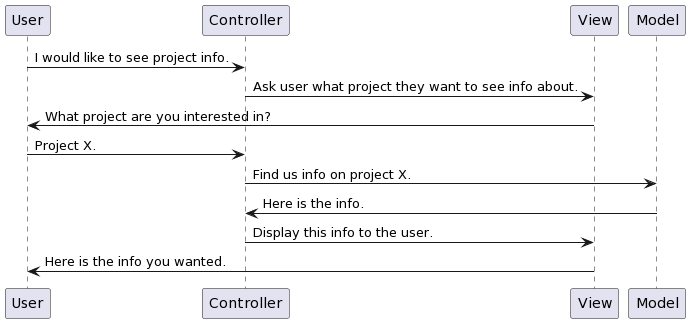 User Controller View Model
I would like to see project info.
Ask user what project they want to see info about.
What project are you interested in?
Project X.
Find us info on project X.
Here is the info.
Display this info to the user.
Here is the info you wanted.
User Controller View Model